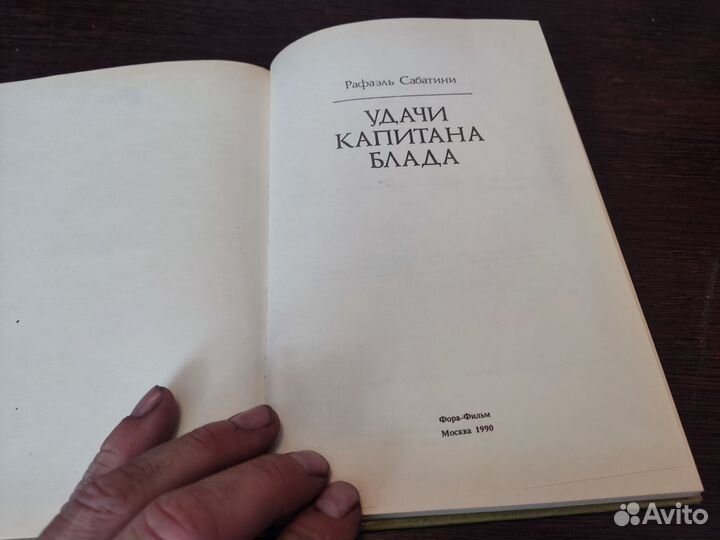 Рафаэль Сабатини
УДАЧИ
КАПИТАНА
БЛАДА
Фора-Фильм
Москва 1990
Avito